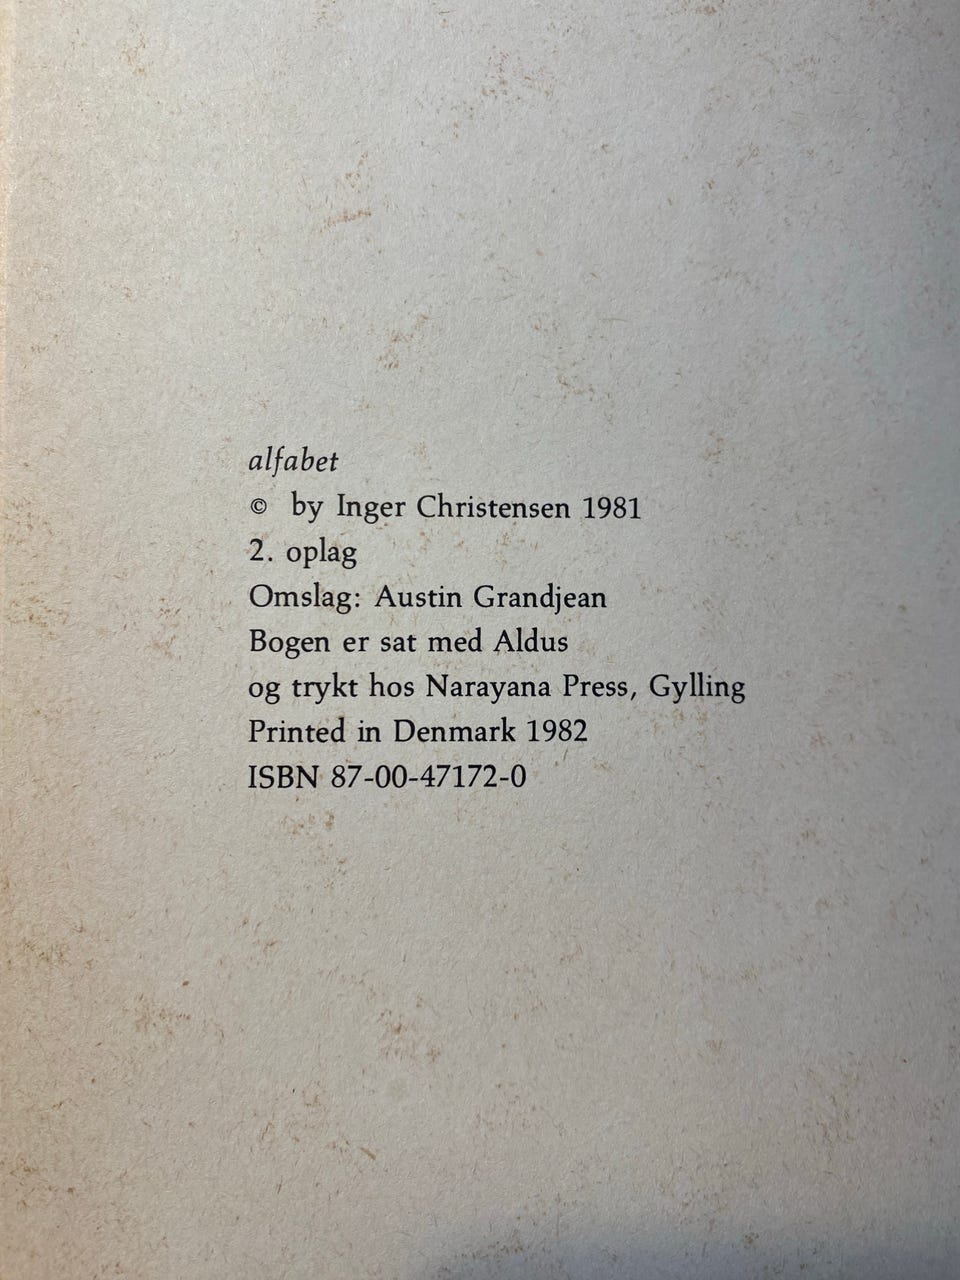 alfabet
© by Inger Christensen 1981
2. oplag
Omslag: Austin Grandjean
Bogen er sat med Aldus
og trykt hos Narayana Press, Gylling
Printed in Denmark 1982
ISBN 87-00-47172-0